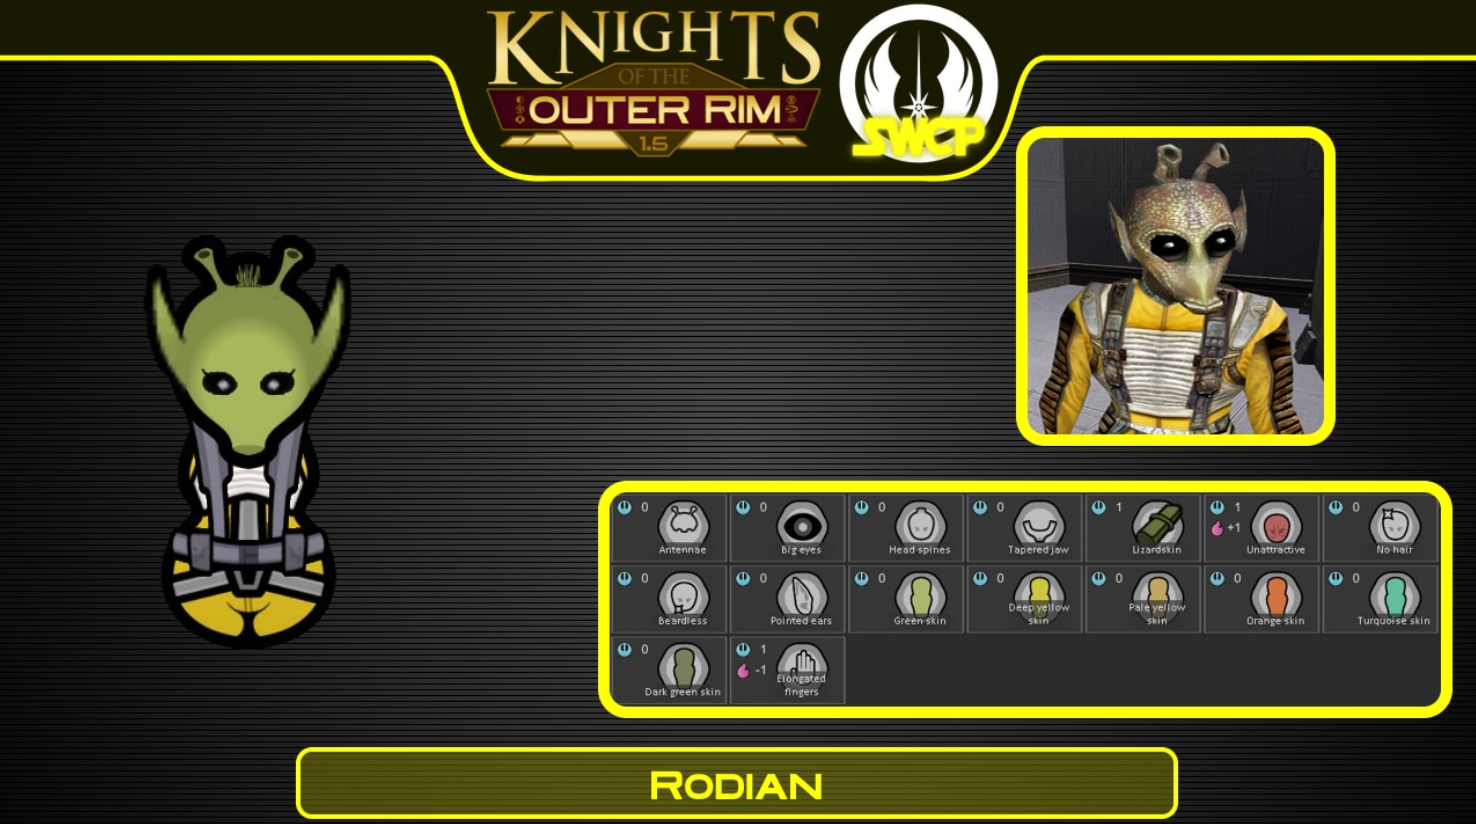 KNIGHTS
OF THE
OUTER RIM
1.5
SWCP
0
Antennae
0
Big eyes
0
Head spines
0
Tapered jaw
1
Lizardskin
1
+1
Unattractive
0
No hair
0
Beardless
0
Pointed ears
0
Green skin
0
Deep yellow
skin
0
Pale yellow
skin
0
Orange skin
0
Turquoise skin
0
Dark green skin
1
-1
Elongated
fingers
RODIAN